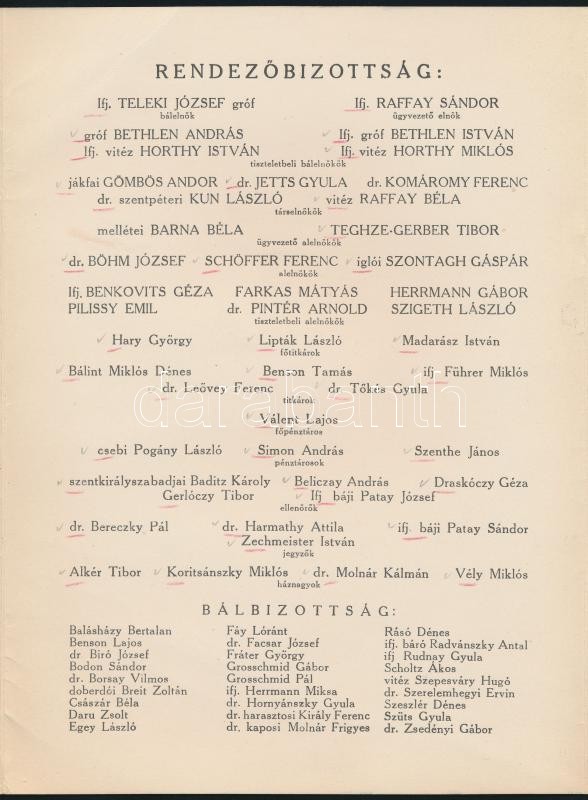 RENDEZŐBIZOTTSÁG:
Ifj. TELEKI JÓZSEF gróf Ifj. RAFFAY SÁNDOR
bálelnök ügyvezető elnök
gróf BETHLEN ANDRÁS Ifj. gróf BETHLEN ISTVÁN
Ifj. vitéz HORTHY ISTVÁN Ifj. vitéz HORTHY MIKLÓS
tiszteletbeli bálelnökök
jákfai GÖMBÖS ANDOR dr. JETTS GYULA dr. KOMÁROMY FERENC
dr. szentpéteri KUN LÁSZLÓ vitéz RAFFAY BÉLA
társelnökök
mellétei BARNA BÉLA TEGHZE-GERBER TIBOR
ügyvezető alelnökök
dr. BÖHM JÓZSEF SCHÖFFER FERENC iglói SZONTAGH GÁSPÁR
alelnökök
Ifj. BENKOVITS GÉZA FARKAS MÁTYÁS HERRMANN GÁBOR
PILISSY EMIL dr. PINTÉR ARNOLD SZIGETH LÁSZLÓ
tiszteletbeli alelnökök
Hary György Lipták László Madarász István
főtitkárok
Bálint Miklós Dénes Benson Tamás ifj. Führer Miklós
dr. Leövey Ferenc dr. Tőkés Gyula
titkárok
Válent Lajos
főpénztáros
csebi Pogány László Simon András Szenthe János
pénztárosok
szentkirályszabadjai Baditz Károly Beliczay András Draskóczy Géza
Gerlóczy Tibor Ifj. báji Patay József
ellenőrök
dr. Bereczky Pál dr. Harmathy Attila ifj. báji Patay Sándor
Zechmeister István
jegyzők
Alkér Tibor Koritsánszky Miklós dr. Molnár Kálmán Vély Miklós
háznagyok
BÁLBIZOTTSÁG:
Balásházy Bertalan Fáy Lóránt Rásó Dénes
Benson Lajos dr. Facsar József ifj. báró Radvánszky Antal
dr Bíró József Fráter György ifj Rudnay Gyula
Bodon Sándor Grosschmid Gábor Scholtz Ákos
dr. Borsay Vilmos Grosschmid Pál vitéz Szepesváry Hugó
doberdói Breit Zoltán ifj. Herrmann Miksa dr. Szerelemhegyi Ervin
Császár Béla dr. Hornyánszky Gyula Szeszlér Dénes
Daru Zsolt dr. harasztosi Király Ferenc Szüts Gyula
Egey László dr. kaposi Molnár Frigyes dr. Zsedényi Gábor
darabanth